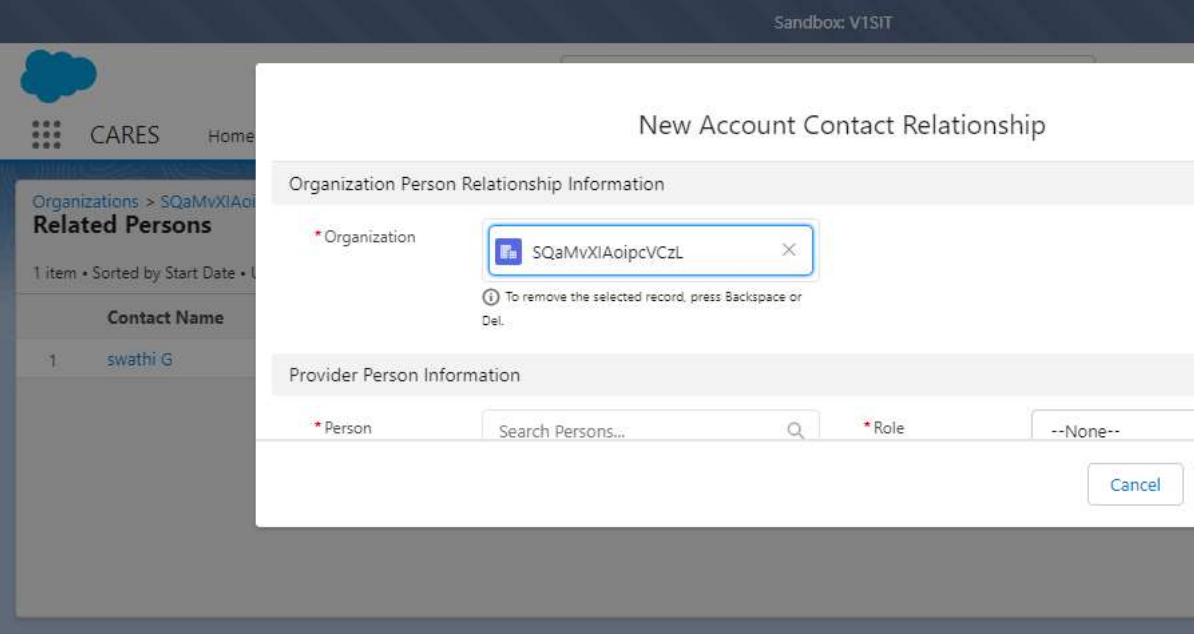 Sandbox: V1SIT
CARES Home
New Account Contact Relationship
Organization Person Relationship Information
Organizations > SQaMvXIAoi
Related Persons
*Organization
SQaMvXIAoipcVCzL
1 item • Sorted by Start Date •
To remove the selected record, press Backspace or
Del.
Contact Name
1 swathi G
Provider Person Information
*Person Search Persons... *Role --None--
Cancel